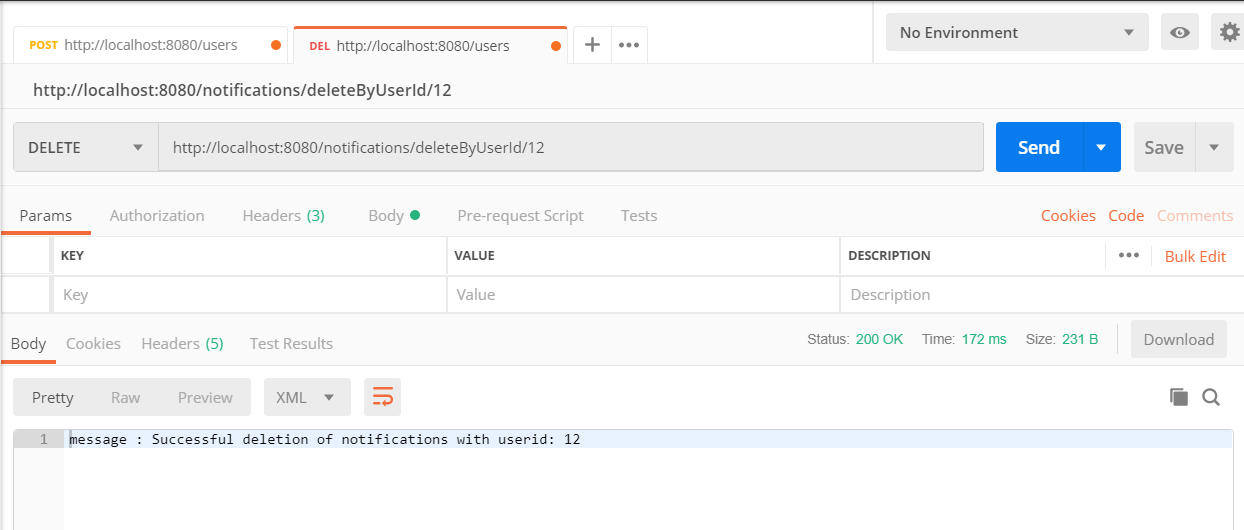 POST http://localhost:8080/users DEL http://localhost:8080/users No Environment
http://localhost:8080/notifications/deleteByUserId/12
DELETE http://localhost:8080/notifications/deleteByUserId/12 Send Save
Params Authorization Headers (3) Body Pre-request Script Tests Cookies Code Comments
KEY VALUE DESCRIPTION Bulk Edit
Key Value Description
Body Cookies Headers (5) Test Results Status: 200 OK Time: 172 ms Size: 231 B Download
Pretty Raw Preview XML
1 message : Successful deletion of notifications with userid: 12